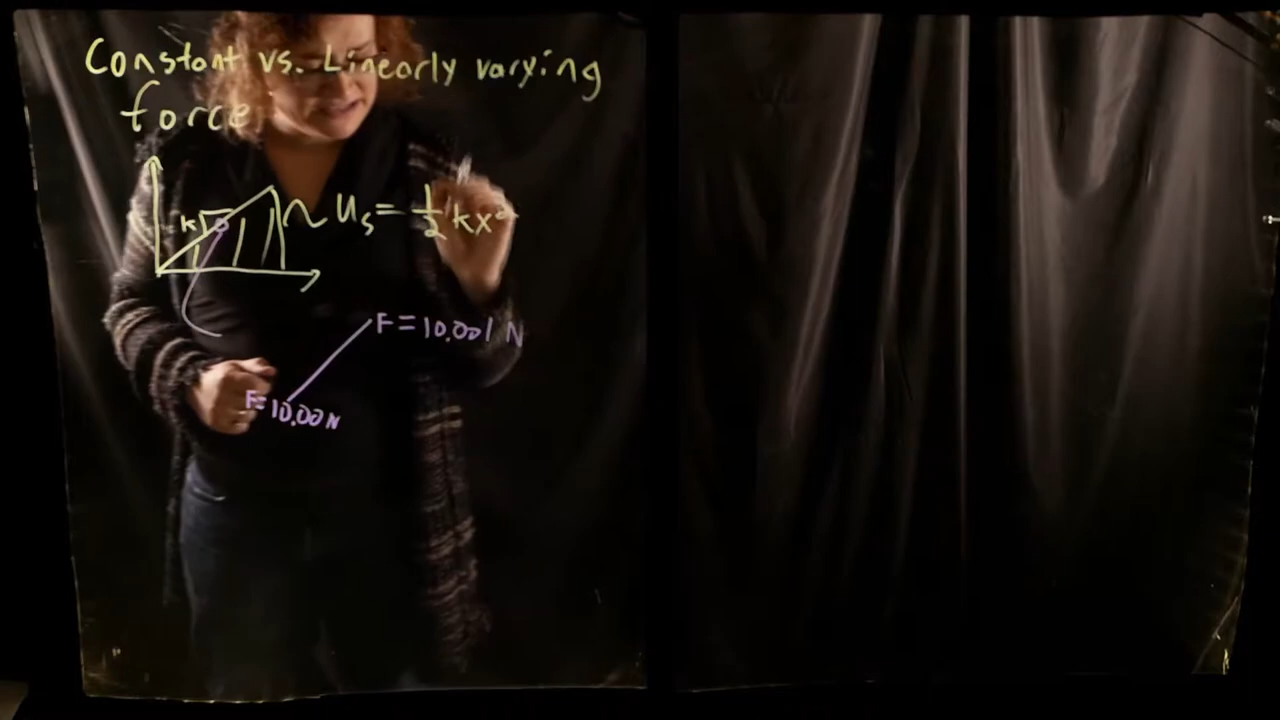 Constant vs. Linearly varying
force
k
U_s = 1/2 kx²
F = 10.001 N
F = 10.00 N